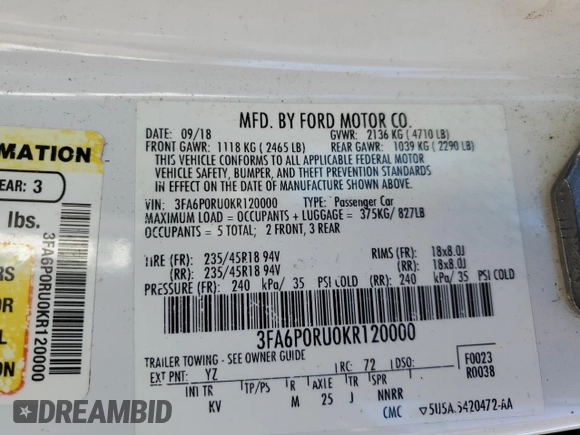 MFD. BY FORD MOTOR CO.
DATE: 09/18
GVWR: 2136 KG ( 4710 LB)
FRONT GAWR: 1118 KG ( 2465 LB)
REAR GAWR: 1039 KG ( 2290 LB)
THIS VEHICLE CONFORMS TO ALL APPLICABLE FEDERAL MOTOR
VEHICLE SAFETY, BUMPER, AND THEFT PREVENTION STANDARDS
IN EFFECT ON THE DATE OF MANUFACTURE SHOWN ABOVE.
VIN: 3FA6P0RU0KR120000 TYPE: Passenger Car
MAXIMUM LOAD = OCCUPANTS + LUGGAGE = 375KG/ 827LB
OCCUPANTS = 5 TOTAL; 2 FRONT, 3 REAR
TIRE (FR): 235/45R18 94V RIMS (FR): 18x8.0J
(RR): 235/45R18 94V (RR): 18x8.0J
PRESSURE (FR): 240 kPa/ 35 PSI COLD (RR): 240 kPa/ 35 PSI COLD
3FA6P0RU0KR120000
TRAILER TOWING - SEE OWNER GUIDE
EXT PNT: YZ RC: 72 DSO:
F0023
R0038
INT TR TP/PS R AXLE TR SPR
KV M 25 J NNRR
CMC
RMATION
EAR: 3
lbs.
3FA6P0RU0KR120000
RS
OR
L
ON
DREAMBID